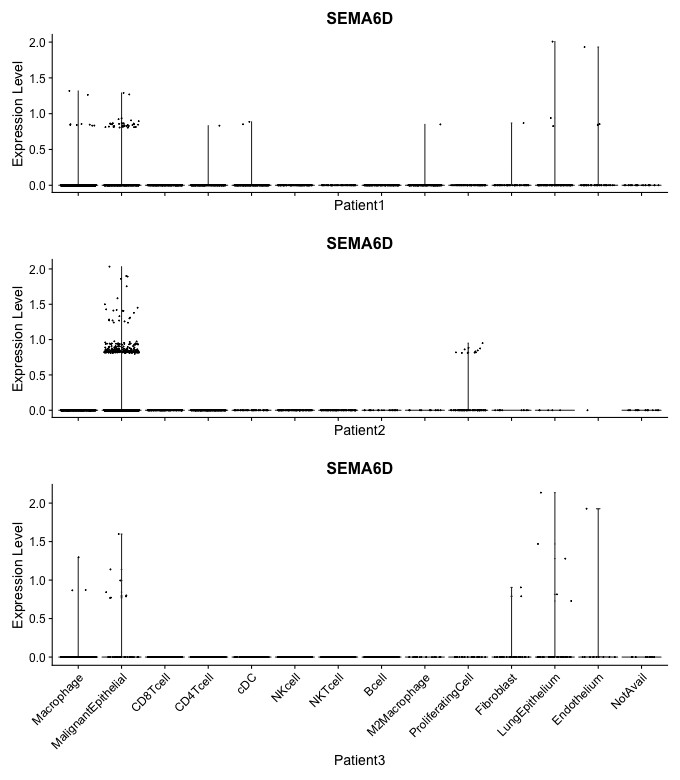 SEMA6D
Expression Level
2.0
1.5
1.0
0.5
0.0
Patient1
SEMA6D
Expression Level
2.0
1.5
1.0
0.5
0.0
Patient2
SEMA6D
Expression Level
2.0
1.5
1.0
0.5
0.0
Macrophage
MalignantEpithelial
CD8Tcell
CD4Tcell
cDC
NKcell
NKTcell
Bcell
M2Macrophage
ProliferatingCell
Fibroblast
LungEpithelium
Endothelium
NotAvail
Patient3